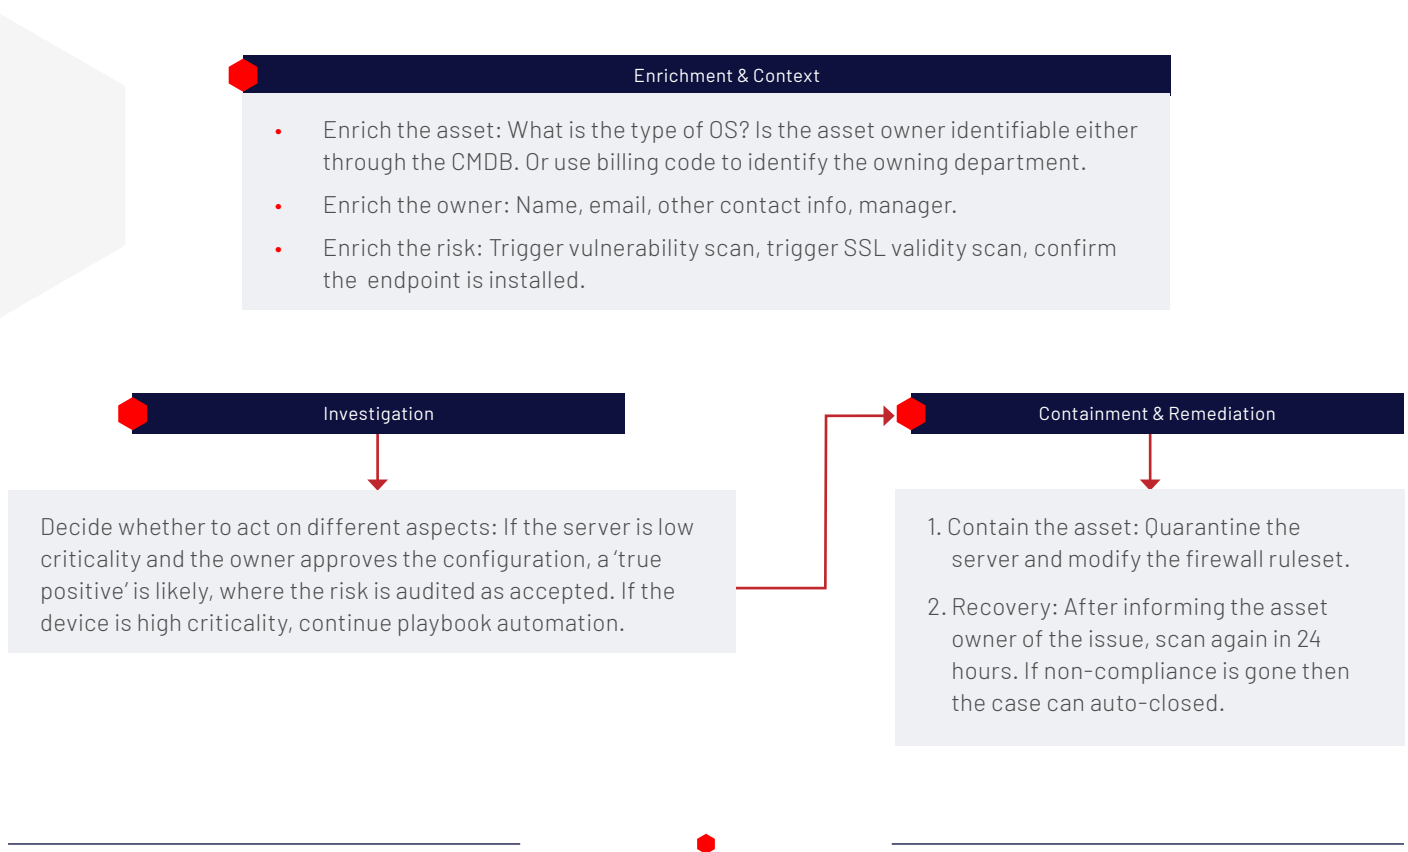 Enrichment & Context
• Enrich the asset: What is the type of OS? Is the asset owner identifiable either
through the CMDB. Or use billing code to identify the owning department.
• Enrich the owner: Name, email, other contact info, manager.
• Enrich the risk: Trigger vulnerability scan, trigger SSL validity scan, confirm
the endpoint is installed.
Investigation
Decide whether to act on different aspects: If the server is low
criticality and the owner approves the configuration, a ‘true
positive’ is likely, where the risk is audited as accepted. If the
device is high criticality, continue playbook automation.
Containment & Remediation
1. Contain the asset: Quarantine the
server and modify the firewall ruleset.
2. Recovery: After informing the asset
owner of the issue, scan again in 24
hours. If non-compliance is gone then
the case can auto-closed.